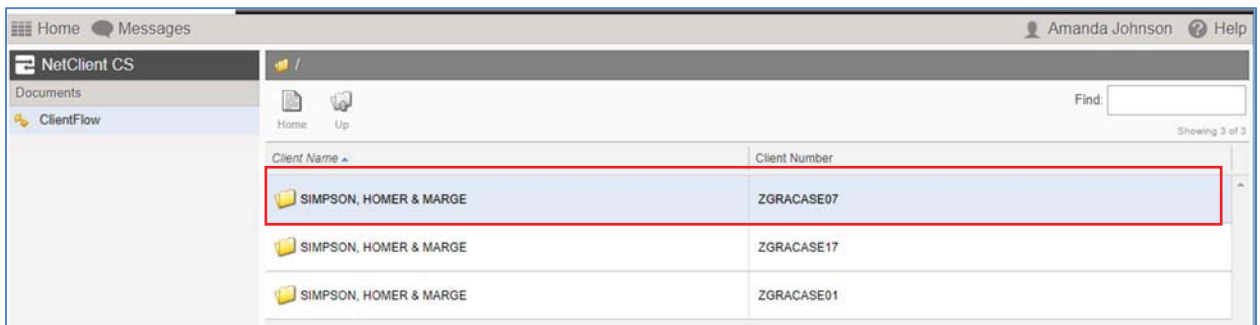 Home Messages Amanda Johnson Help
NetClient CS /
Documents
ClientFlow
Home Up Find:
Showing 3 of 3
Client Name Client Number
SIMPSON, HOMER & MARGE ZGRACASE07
SIMPSON, HOMER & MARGE ZGRACASE17
SIMPSON, HOMER & MARGE ZGRACASE01